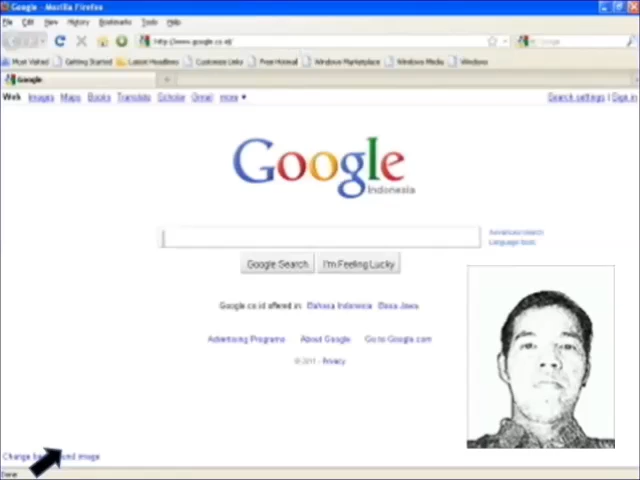 Google - Mozilla Firefox
File Edit View History Bookmarks Tools Help
http://www.google.co.id/
Google
Most Visited Getting Started Latest Headlines Customize Links Free Hotmail Windows Marketplace Windows Media Windows
Google
Web Images Maps Books Translate Scholar Gmail more
Search settings | Sign in
Google
Indonesia
Advanced search
Language tools
Google Search I'm Feeling Lucky
Google.co.id offered in: Bahasa Indonesia Basa Jawa
Advertising Programs About Google Go to Google.com
© 2011 - Privacy
Change background image
Done